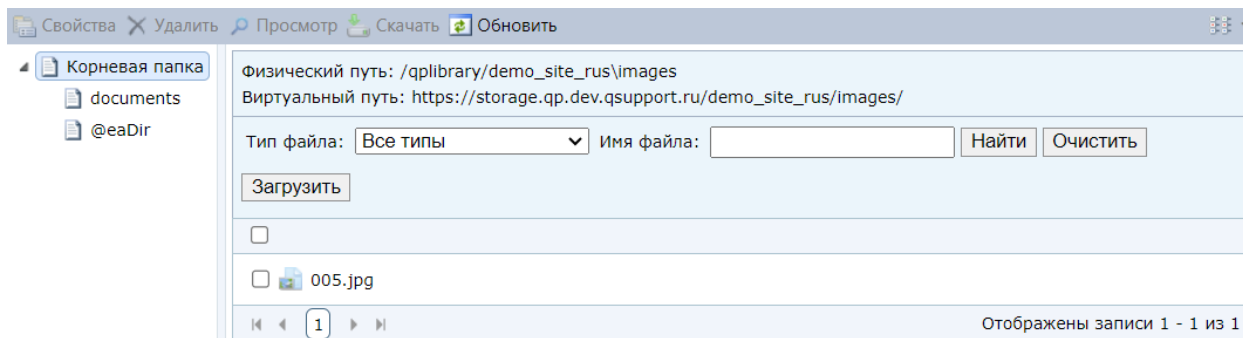 Свойства Удалить Просмотр Скачать Обновить
Корневая папка
documents
@eaDir
Физический путь: /qplibrary/demo_site_rus\images
Виртуальный путь: https://storage.qp.dev.qsupport.ru/demo_site_rus/images/
Тип файла: Все типы Имя файла: Найти Очистить
Загрузить
005.jpg
1 Отображены записи 1 - 1 из 1